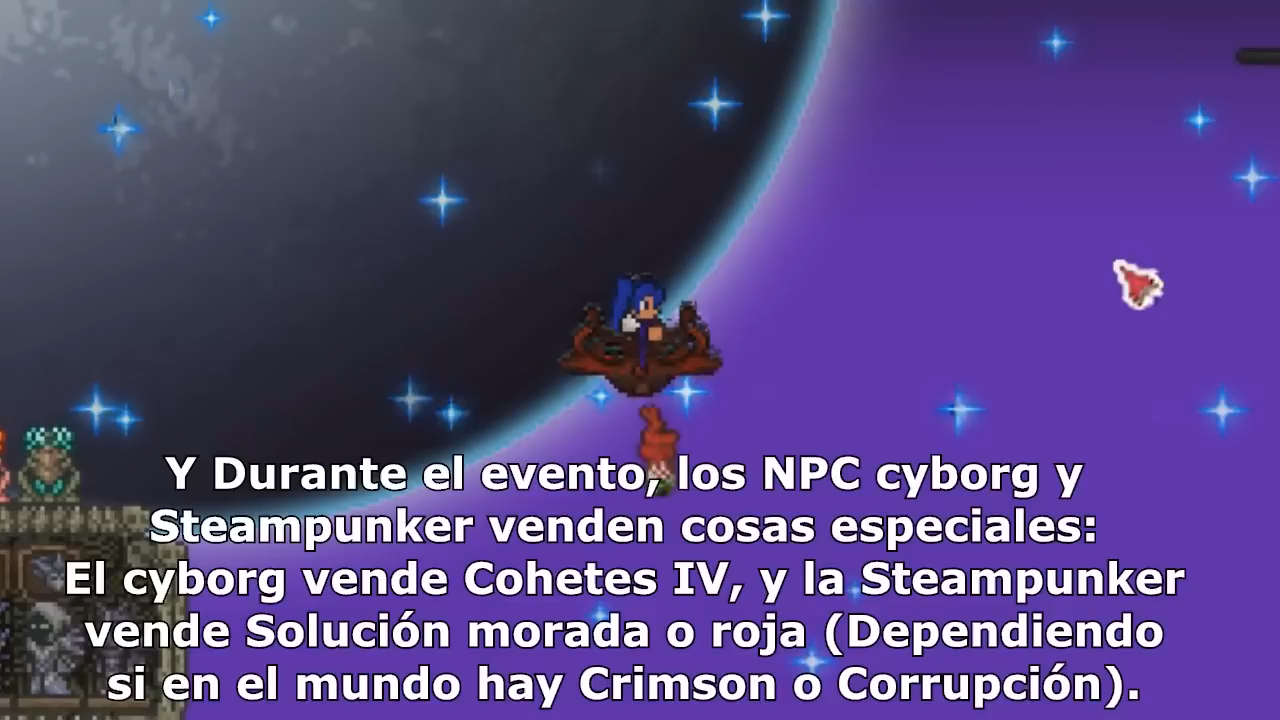 Y Durante el evento, los NPC cyborg y
Steampunker venden cosas especiales:
El cyborg vende Cohetes IV, y la Steampunker
vende Solución morada o roja (Dependiendo
si en el mundo hay Crimson o Corrupción).